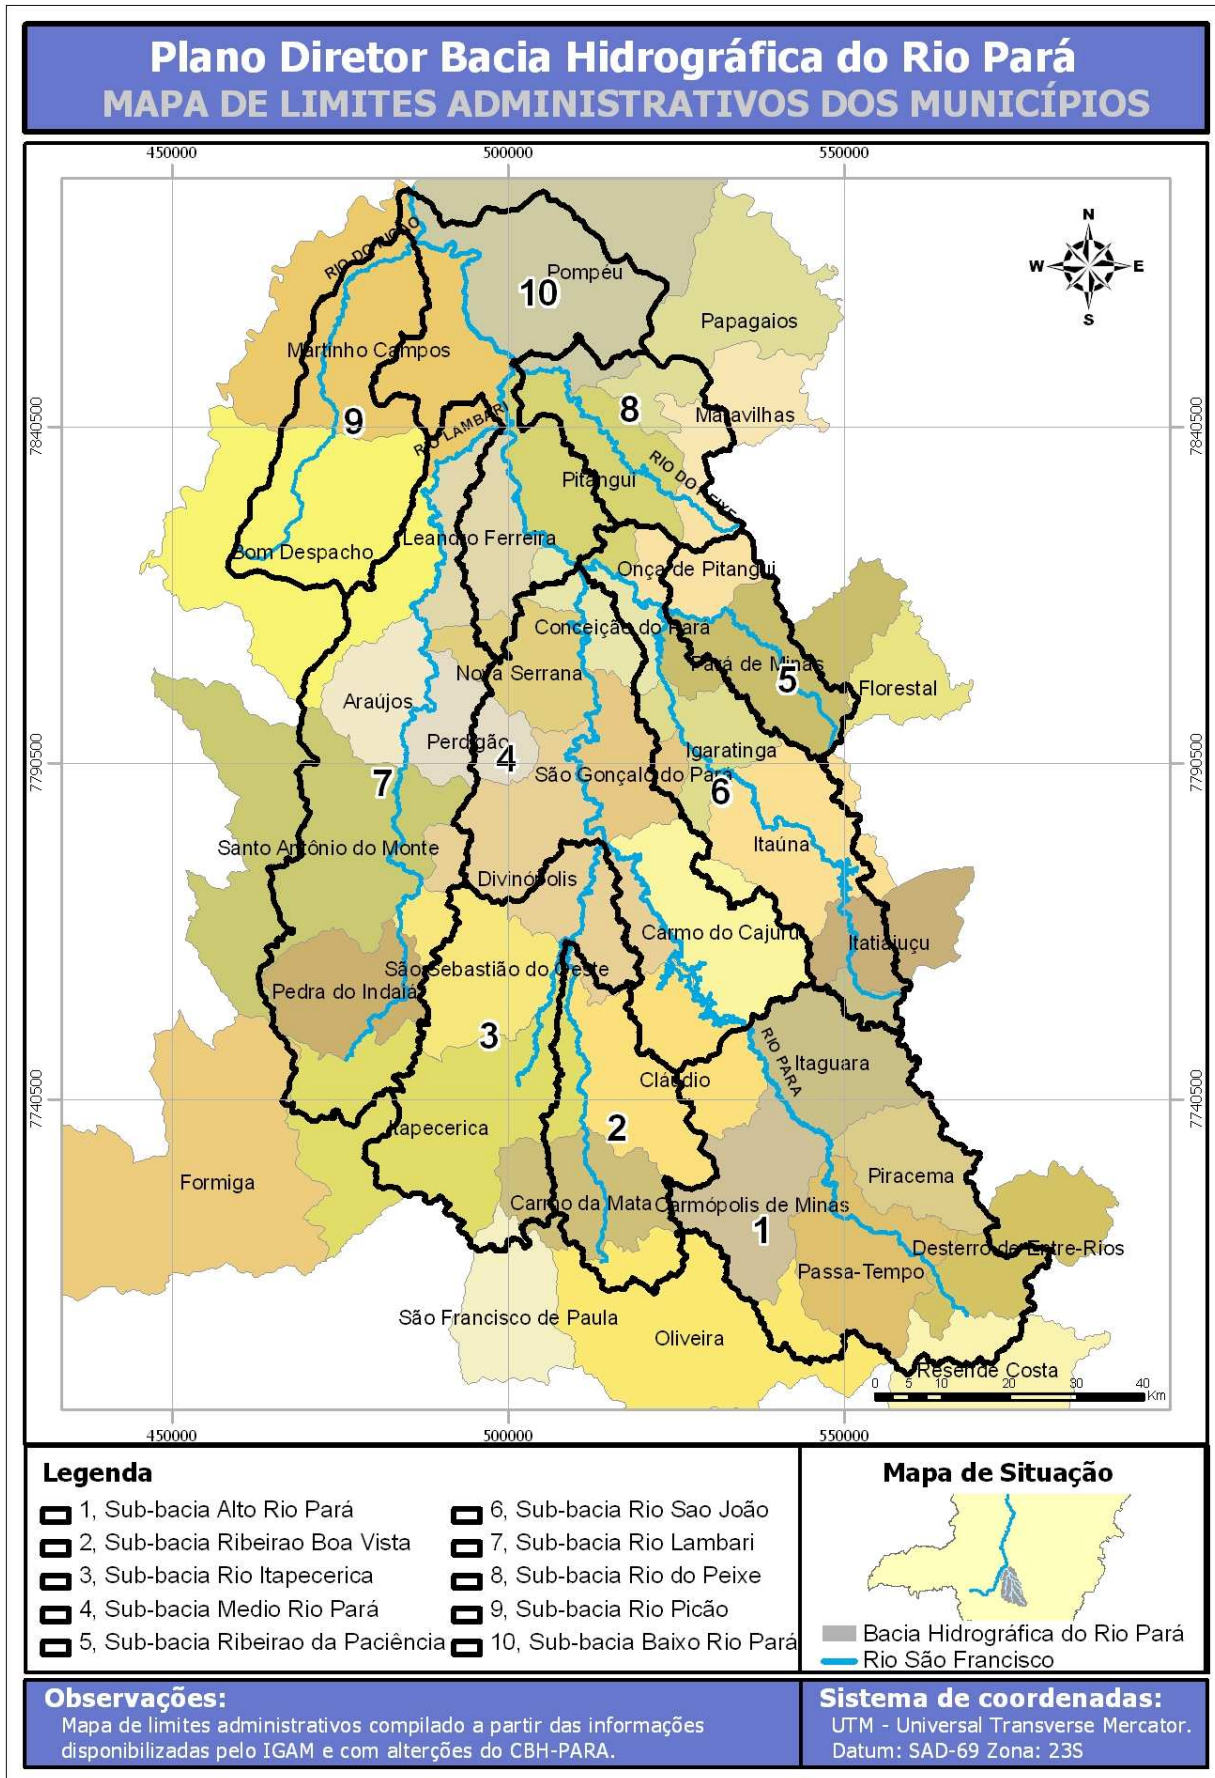 Plano Diretor Bacia Hidrográfica do Rio Pará
MAPA DE LIMITES ADMINISTRATIVOS DOS MUNICÍPIOS
450000
500000
550000
N
W
E
S
RIO DO PICÃO
Pompéu
10
Papagaios
Martinho Campos
8
Maravilhas
9
RIO LAMBARI
7840500
7840500
Pitangui
RIO DO PEIXE
Leandro Ferreira
Bom Despacho
Onça de Pitangui
Conceição do Pará
Nova Serrana
Pará de Minas
5
Florestal
Araújos
Perdigão
4
Igaratinga
7790500
7790500
São Gonçalo do Pará
7
6
Santo Antônio do Monte
Itaúna
Divinópolis
Carmo do Cajuru
Itatiaiuçu
São Sebastião do Oeste
Pedra do Indaiá
3
RIO PARA
Itaguara
Cláudio
7740500
7740500
Itapecerica
2
Formiga
Piracema
Carmo da Mata
Carmópolis de Minas
1
Desterro de Entre-Rios
Passa-Tempo
São Francisco de Paula
Oliveira
Resende Costa
0 5 10 20 30 40
Km
450000
500000
550000
Legenda
1, Sub-bacia Alto Rio Pará
2, Sub-bacia Ribeirao Boa Vista
3, Sub-bacia Rio Itapecerica
4, Sub-bacia Medio Rio Pará
5, Sub-bacia Ribeirao da Paciência
6, Sub-bacia Rio Sao João
7, Sub-bacia Rio Lambari
8, Sub-bacia Rio do Peixe
9, Sub-bacia Rio Picão
10, Sub-bacia Baixo Rio Pará
Mapa de Situação
Bacia Hidrográfica do Rio Pará
Rio São Francisco
Observações:
Mapa de limites administrativos compilado a partir das informações
disponibilizadas pelo IGAM e com alterções do CBH-PARA.
Sistema de coordenadas:
UTM - Universal Transverse Mercator.
Datum: SAD-69 Zona: 23S